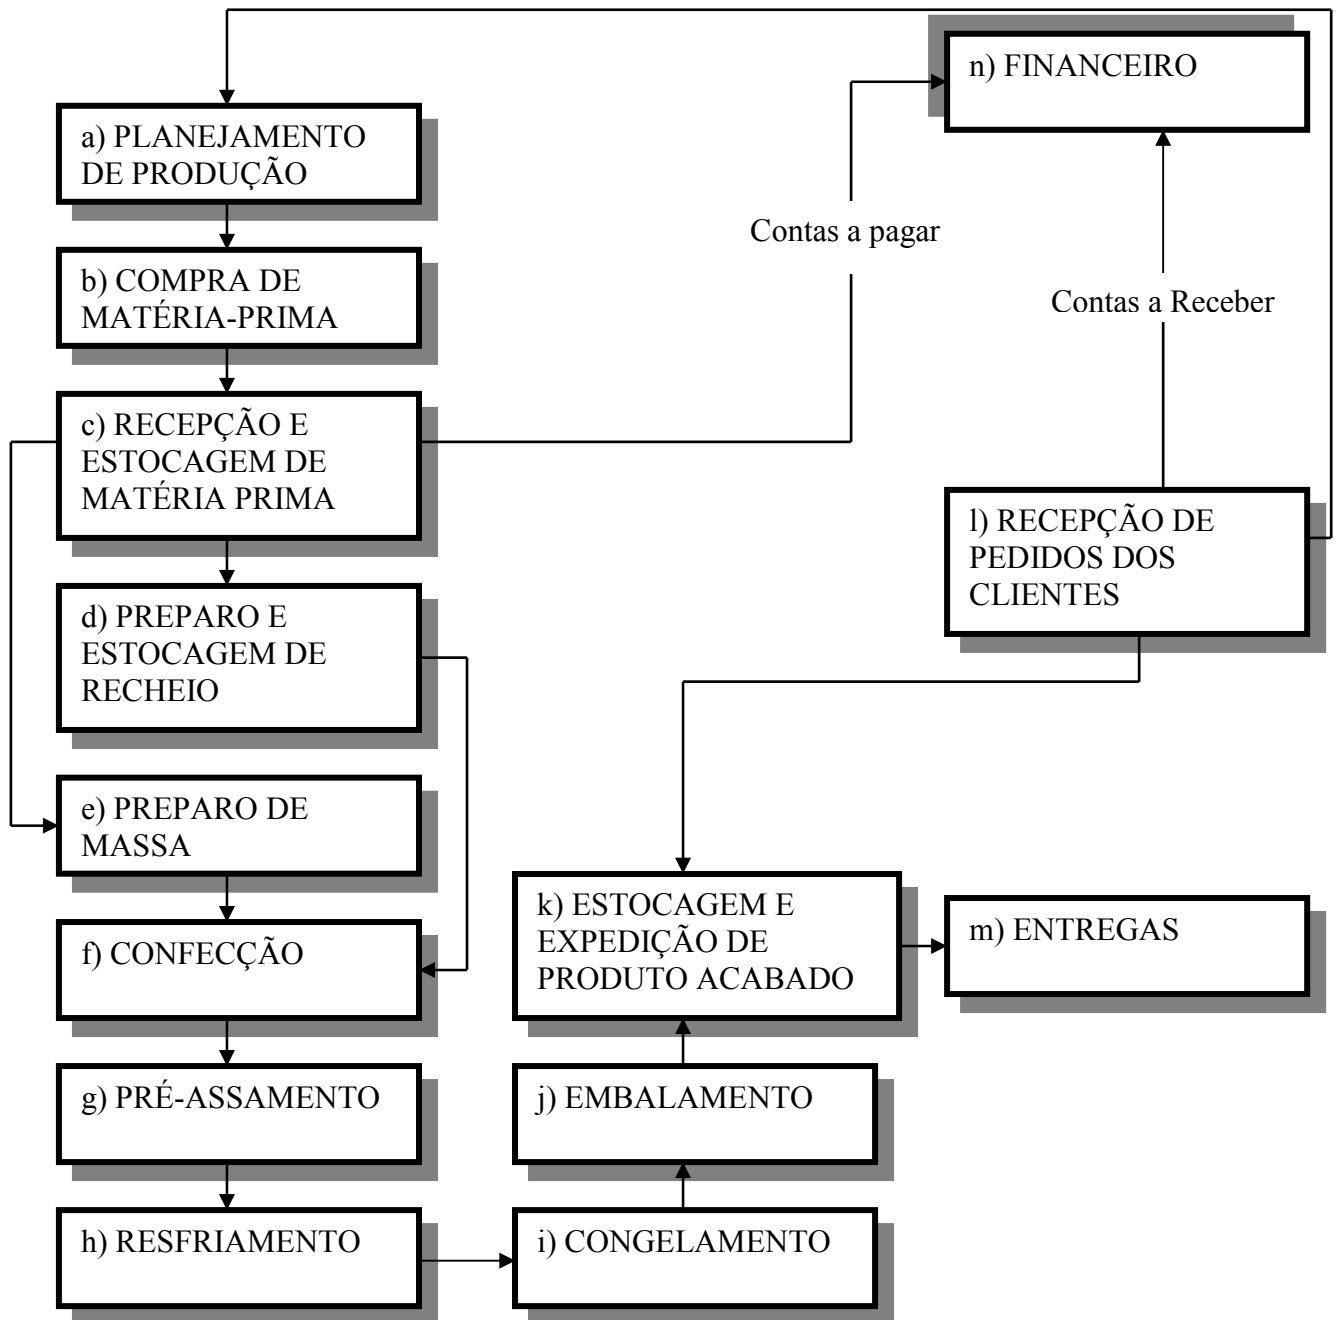 n) FINANCEIRO
a) PLANEJAMENTO
DE PRODUÇÃO
Contas a pagar
b) COMPRA DE
MATÉRIA-PRIMA
Contas a Receber
c) RECEPÇÃO E
ESTOCAGEM DE
MATÉRIA PRIMA
l) RECEPÇÃO DE
PEDIDOS DOS
CLIENTES
d) PREPARO E
ESTOCAGEM DE
RECHEIO
e) PREPARO DE
MASSA
f) CONFECÇÃO
k) ESTOCAGEM E
EXPEDIÇÃO DE
PRODUTO ACABADO
m) ENTREGAS
g) PRÉ-ASSAMENTO
j) EMBALAMENTO
h) RESFRIAMENTO
i) CONGELAMENTO